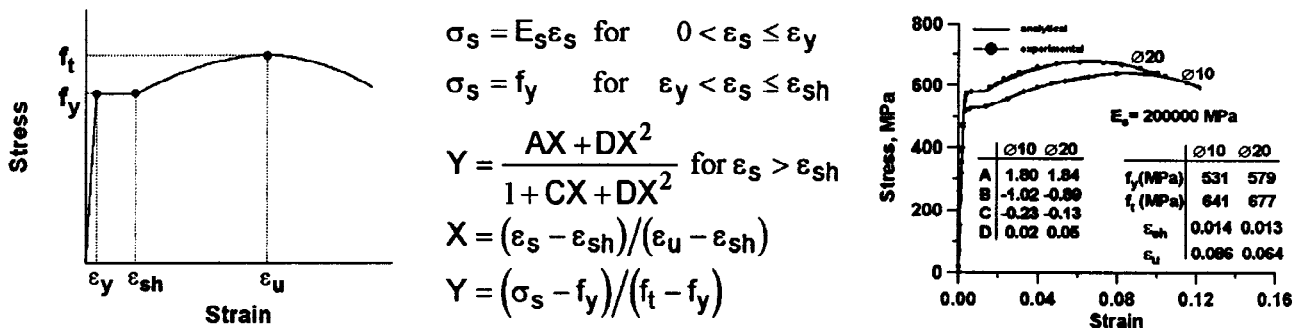 Stress
f_t
f_y
ε_y ε_sh ε_u
Strain
σ_s = E_s ε_s for 0 < ε_s ≤ ε_y
σ_s = f_y for ε_y < ε_s ≤ ε_sh
Y = (AX + DX²) / (1 + CX + DX²) for ε_s > ε_sh
X = (ε_s − ε_sh)/(ε_u − ε_sh)
Y = (σ_s − f_y)/(f_t − f_y)
Stress, MPa
800
600
400
200
0
analytical
experimental
Ø20
Ø10
E_s = 200000 MPa
Ø10 Ø20
A 1.80 1.84
B -1.02 -0.89
C -0.23 -0.13
D 0.02 0.05
Ø10 Ø20
f_y(MPa) 531 579
f_t (MPa) 641 677
ε_sh 0.014 0.013
ε_u 0.086 0.064
0.00 0.04 0.08 0.12 0.16
Strain